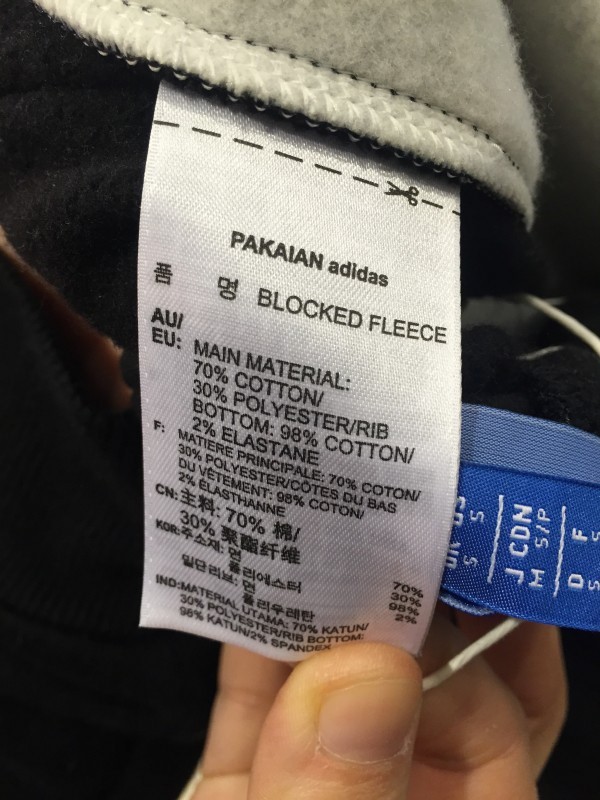 PAKAIAN adidas
품 명 BLOCKED FLEECE
AU/
EU: MAIN MATERIAL:
70% COTTON/
30% POLYESTER/RIB
BOTTOM: 98% COTTON/
2% ELASTANE
F: MATIERE PRINCIPALE: 70% COTON/
30% POLYESTER/CÔTES DU BAS
DU VÊTEMENT: 98% COTON/
2% ÉLASTHANNE
CN: 主料: 70% 棉/
30% 聚酯纤维
KOR: 주소재: 면 70%
폴리에스터 30%
밑단리브: 면 98%
폴리우레탄 2%
IND: MATERIAL UTAMA: 70% KATUN/
30% POLYESTER/RIB BOTTOM:
98% KATUN/2% SPANDEX
UK S
US S
J M
CDN S/P
D S
F S